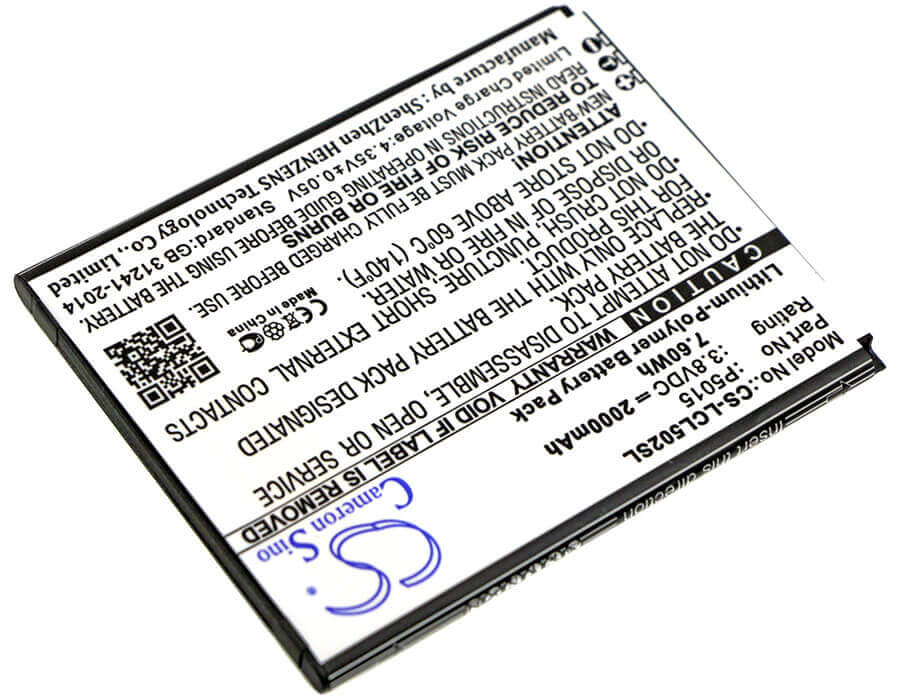 Cameron Sino
CS
Insert this direction
Model No.: CS-LCL502SL
Part No :P5015
Rating :3.8VDC ⎓ 2000mAh
7.60Wh
Lithium-Polymer Battery Pack
CAUTION WARRANTY VOID IF LABEL IS REMOVED
•DO NOT ATTEMPT TO DISASSEMBLE, OPEN OR SERVICE
THE BATTERY PACK.
•REPLACE ONLY WITH THE BATTERY PACK DESIGNATED
FOR THIS PRODUCT.
•DO NOT CRUSH, PUNCTURE, SHORT EXTERNAL CONTACTS
OR DISPOSE OF IN FIRE OR WATER.
•DO NOT STORE ABOVE 60°C (140°F).
ATTENTION:
NEW BATTERY PACK MUST BE FULLY CHARGED BEFORE USE.
TO REDUCE RISK OF FIRE OR BURNS
READ INSTRUCTIONS IN OPERATING GUIDE BEFORE USING THE BATTERY.
Limited Charge Voltage:4.35V±0.05V Standard:GB 31241-2014
Manufacture by :ShenZhen HENZENS Technology Co., Limited
Made in China